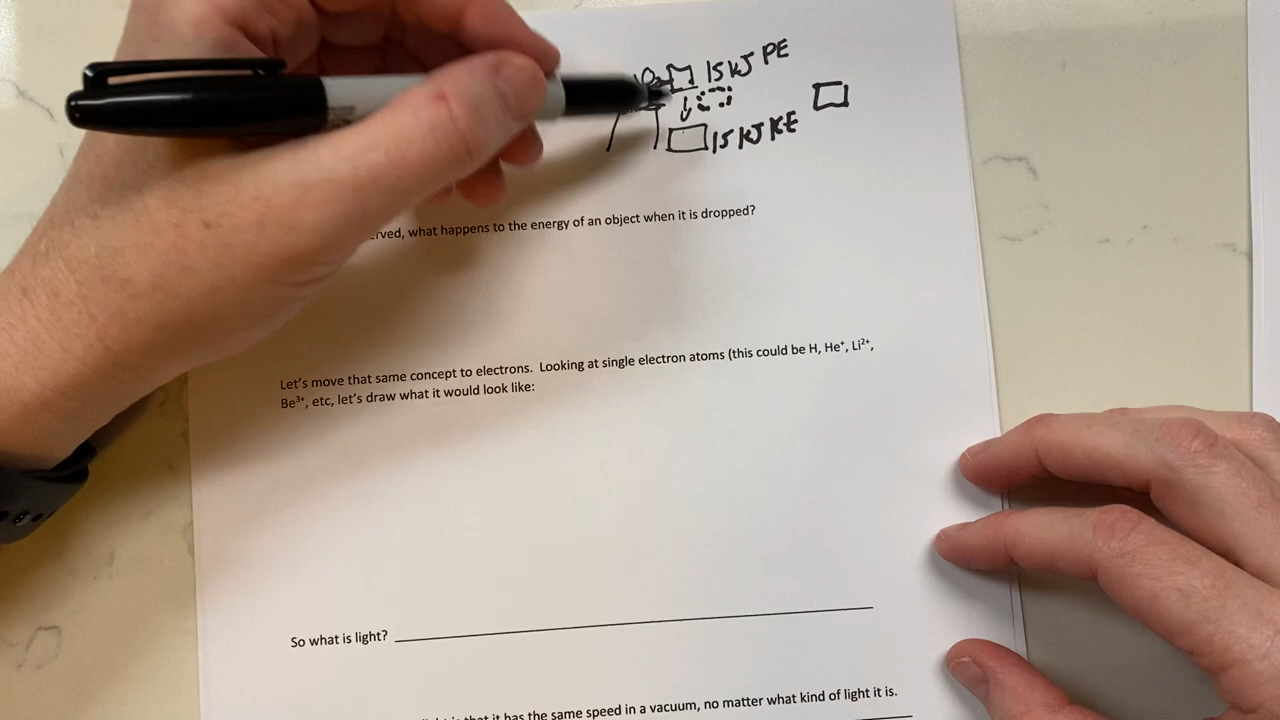 15 kJ PE
15 kJ KE
served, what happens to the energy of an object when it is dropped?
Let's move that same concept to electrons. Looking at single electron atoms (this could be H, He⁺, Li²⁺,
Be³⁺, etc, let's draw what it would look like:
So what is light?
it has the same speed in a vacuum, no matter what kind of light it is.